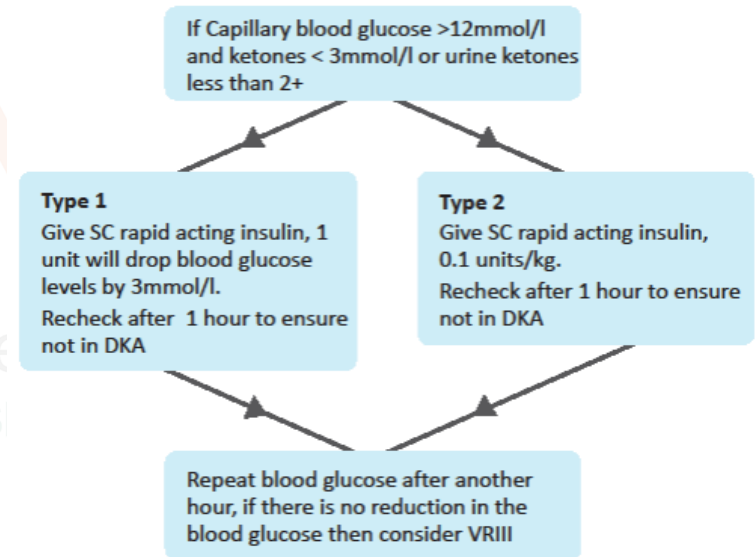 If Capillary blood glucose >12mmol/l
and ketones < 3mmol/l or urine ketones
less than 2+
Type 1
Give SC rapid acting insulin, 1
unit will drop blood glucose
levels by 3mmol/l.
Recheck after 1 hour to ensure
not in DKA
Type 2
Give SC rapid acting insulin,
0.1 units/kg.
Recheck after 1 hour to ensure
not in DKA
Repeat blood glucose after another
hour, if there is no reduction in the
blood glucose then consider VRIII